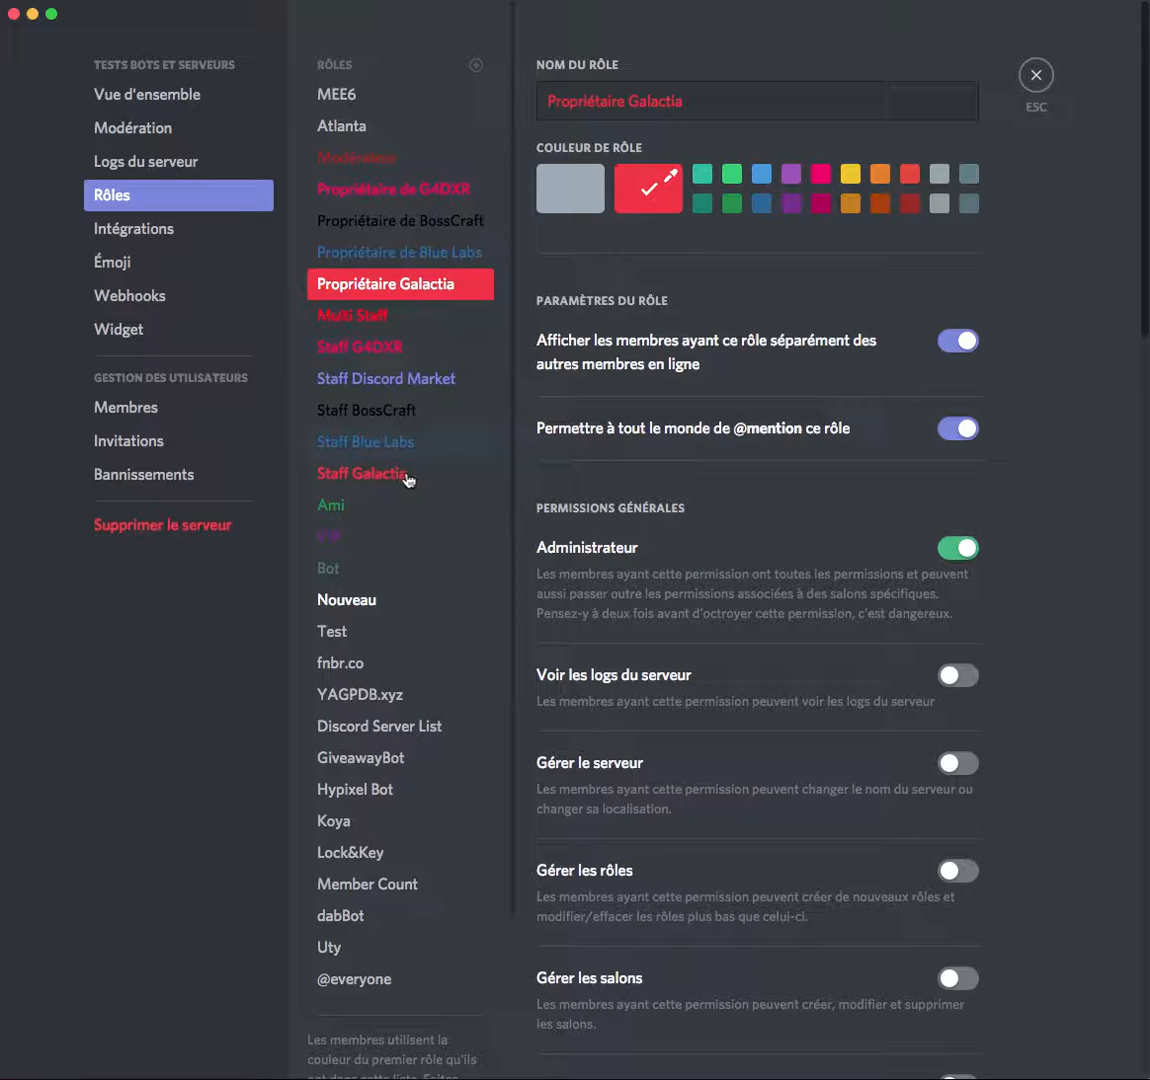 TESTS BOTS ET SERVEURS
Vue d'ensemble
Modération
Logs du serveur
Rôles
Intégrations
Émoji
Webhooks
Widget
GESTION DES UTILISATEURS
Membres
Invitations
Bannissements
Supprimer le serveur
RÔLES
MEE6
Atlanta
Propriétaire de G4DXR
Propriétaire de BossCraft
Propriétaire de Blue Labs
Propriétaire Galactia
Multi Staff
Staff G4DXR
Staff Discord Market
Staff BossCraft
Staff Blue Labs
Staff Galactia
Ami
Bot
Nouveau
Test
fnbr.co
YAGPDB.xyz
Discord Server List
GiveawayBot
Hypixel Bot
Koya
Lock&Key
Member Count
dabBot
Uty
@everyone
Les membres utilisent la
couleur du premier rôle qu'ils
ont dans cette liste. Faites
NOM DU RÔLE
Propriétaire Galactia
ESC
COULEUR DE RÔLE
PARAMÈTRES DU RÔLE
Afficher les membres ayant ce rôle séparément des
autres membres en ligne
Permettre à tout le monde de @mention ce rôle
PERMISSIONS GÉNÉRALES
Administrateur
Les membres ayant cette permission ont toutes les permissions et peuvent
aussi passer outre les permissions associées à des salons spécifiques.
Pensez-y à deux fois avant d'octroyer cette permission, c'est dangereux.
Voir les logs du serveur
Les membres ayant cette permission peuvent voir les logs du serveur
Gérer le serveur
Les membres ayant cette permission peuvent changer le nom du serveur ou
changer sa localisation.
Gérer les rôles
Les membres ayant cette permission peuvent créer de nouveaux rôles et
modifier/effacer les rôles plus bas que celui-ci.
Gérer les salons
Les membres ayant cette permission peuvent créer, modifier et supprimer
les salons.